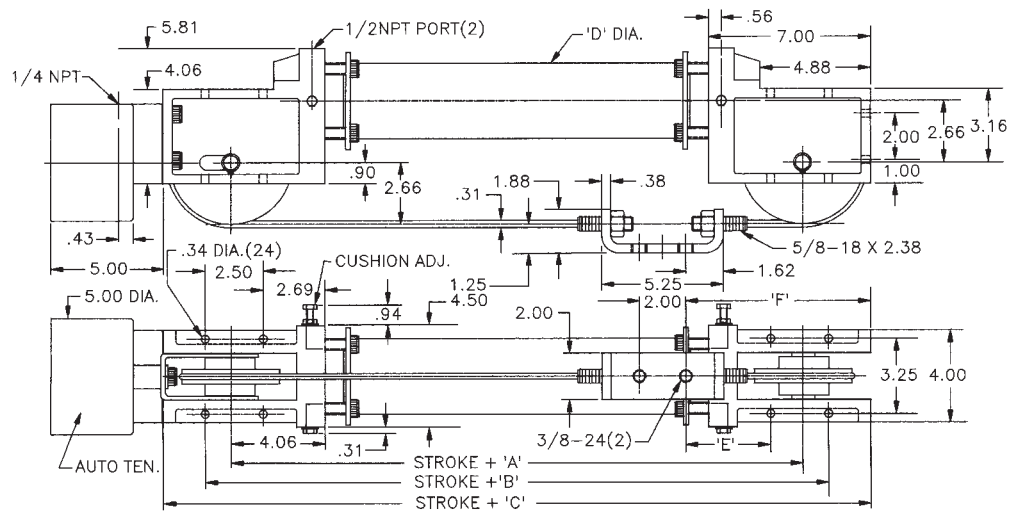 5.81
1/2NPT PORT(2)
'D' DIA.
.56
7.00
4.88
1/4 NPT
4.06
2.00
2.66
3.16
1.00
.90
2.66
.31
1.88
.38
.43
.34 DIA.(24)
5/8-18 X 2.38
5.00
2.50
CUSHION ADJ.
1.25
5.25
1.62
5.00 DIA.
2.69
.94
4.50
2.00
2.00
'F'
3.25
4.00
4.06
.31
3/8-24(2)
'E'
AUTO TEN.
STROKE + 'A'
STROKE +'B'
STROKE + 'C'